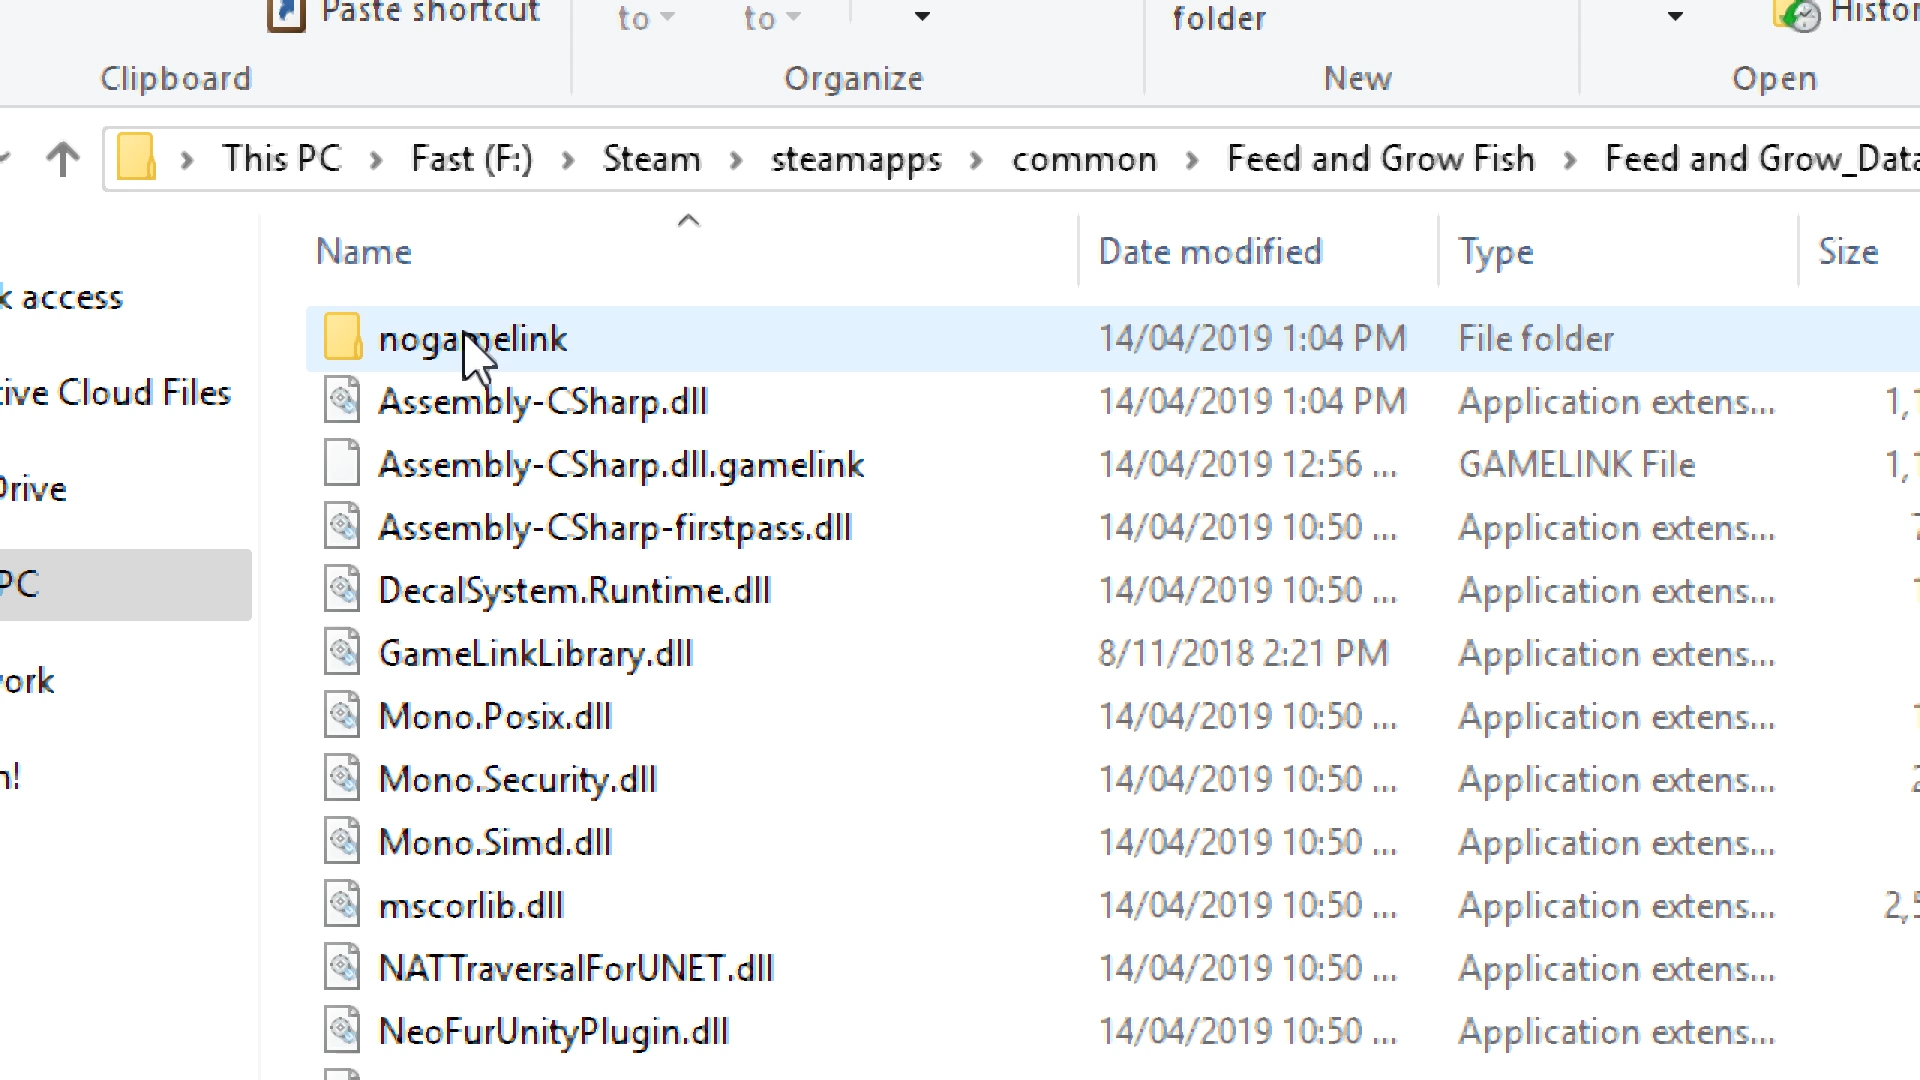 Paste shortcut
to
to
folder
Clipboard
Organize
New
Open
This PC
Fast (F:)
Steam
steamapps
common
Feed and Grow Fish
Feed and Grow_Data
Name
Date modified
Type
Size
k access
tive Cloud Files
Drive
PC
work
n!
nogamelink 14/04/2019 1:04 PM File folder
Assembly-CSharp.dll 14/04/2019 1:04 PM Application extens...
Assembly-CSharp.dll.gamelink 14/04/2019 12:56 ... GAMELINK File
Assembly-CSharp-firstpass.dll 14/04/2019 10:50 ... Application extens...
DecalSystem.Runtime.dll 14/04/2019 10:50 ... Application extens...
GameLinkLibrary.dll 8/11/2018 2:21 PM Application extens...
Mono.Posix.dll 14/04/2019 10:50 ... Application extens...
Mono.Security.dll 14/04/2019 10:50 ... Application extens...
Mono.Simd.dll 14/04/2019 10:50 ... Application extens...
mscorlib.dll 14/04/2019 10:50 ... Application extens...
NATTraversalForUNET.dll 14/04/2019 10:50 ... Application extens...
NeoFurUnityPlugin.dll 14/04/2019 10:50 ... Application extens...